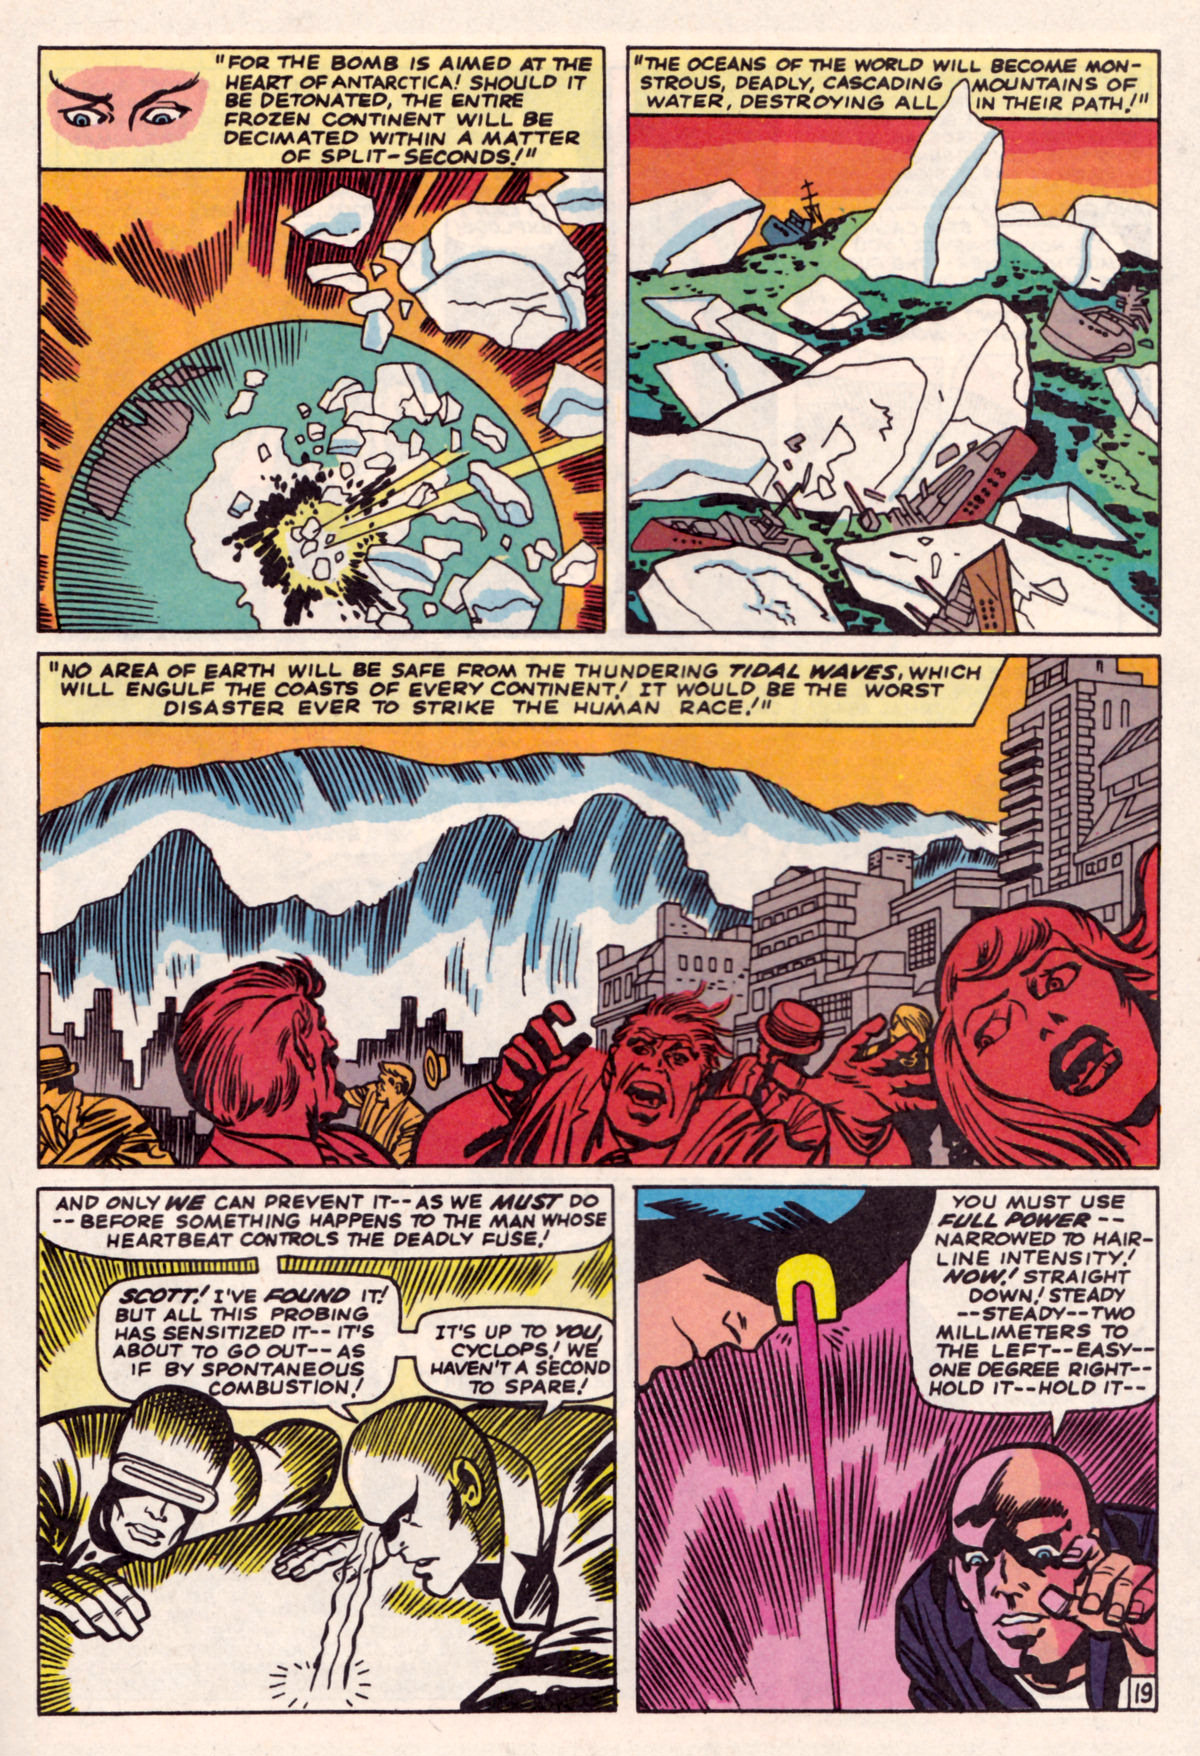 "FOR THE BOMB IS AIMED AT THE
HEART OF ANTARCTICA! SHOULD IT
BE DETONATED, THE ENTIRE
FROZEN CONTINENT WILL BE
DECIMATED WITHIN A MATTER
OF SPLIT-SECONDS!"
"THE OCEANS OF THE WORLD WILL BECOME MON-
STROUS, DEADLY, CASCADING MOUNTAINS OF
WATER, DESTROYING ALL IN THEIR PATH!"
"NO AREA OF EARTH WILL BE SAFE FROM THE THUNDERING TIDAL WAVES, WHICH
WILL ENGULF THE COASTS OF EVERY CONTINENT! IT WOULD BE THE WORST
DISASTER EVER TO STRIKE THE HUMAN RACE!"
AND ONLY WE CAN PREVENT IT--AS WE MUST DO
--BEFORE SOMETHING HAPPENS TO THE MAN WHOSE
HEARTBEAT CONTROLS THE DEADLY FUSE!
SCOTT! I'VE FOUND IT!
BUT ALL THIS PROBING
HAS SENSITIZED IT--IT'S
ABOUT TO GO OUT--AS
IF BY SPONTANEOUS
COMBUSTION!
IT'S UP TO YOU,
CYCLOPS! WE
HAVEN'T A SECOND
TO SPARE!
YOU MUST USE
FULL POWER--
NARROWED TO HAIR-
LINE INTENSITY!
NOW! STRAIGHT
DOWN! STEADY
--STEADY--TWO
MILLIMETERS TO
THE LEFT--EASY--
ONE DEGREE RIGHT--
HOLD IT--HOLD IT--
19